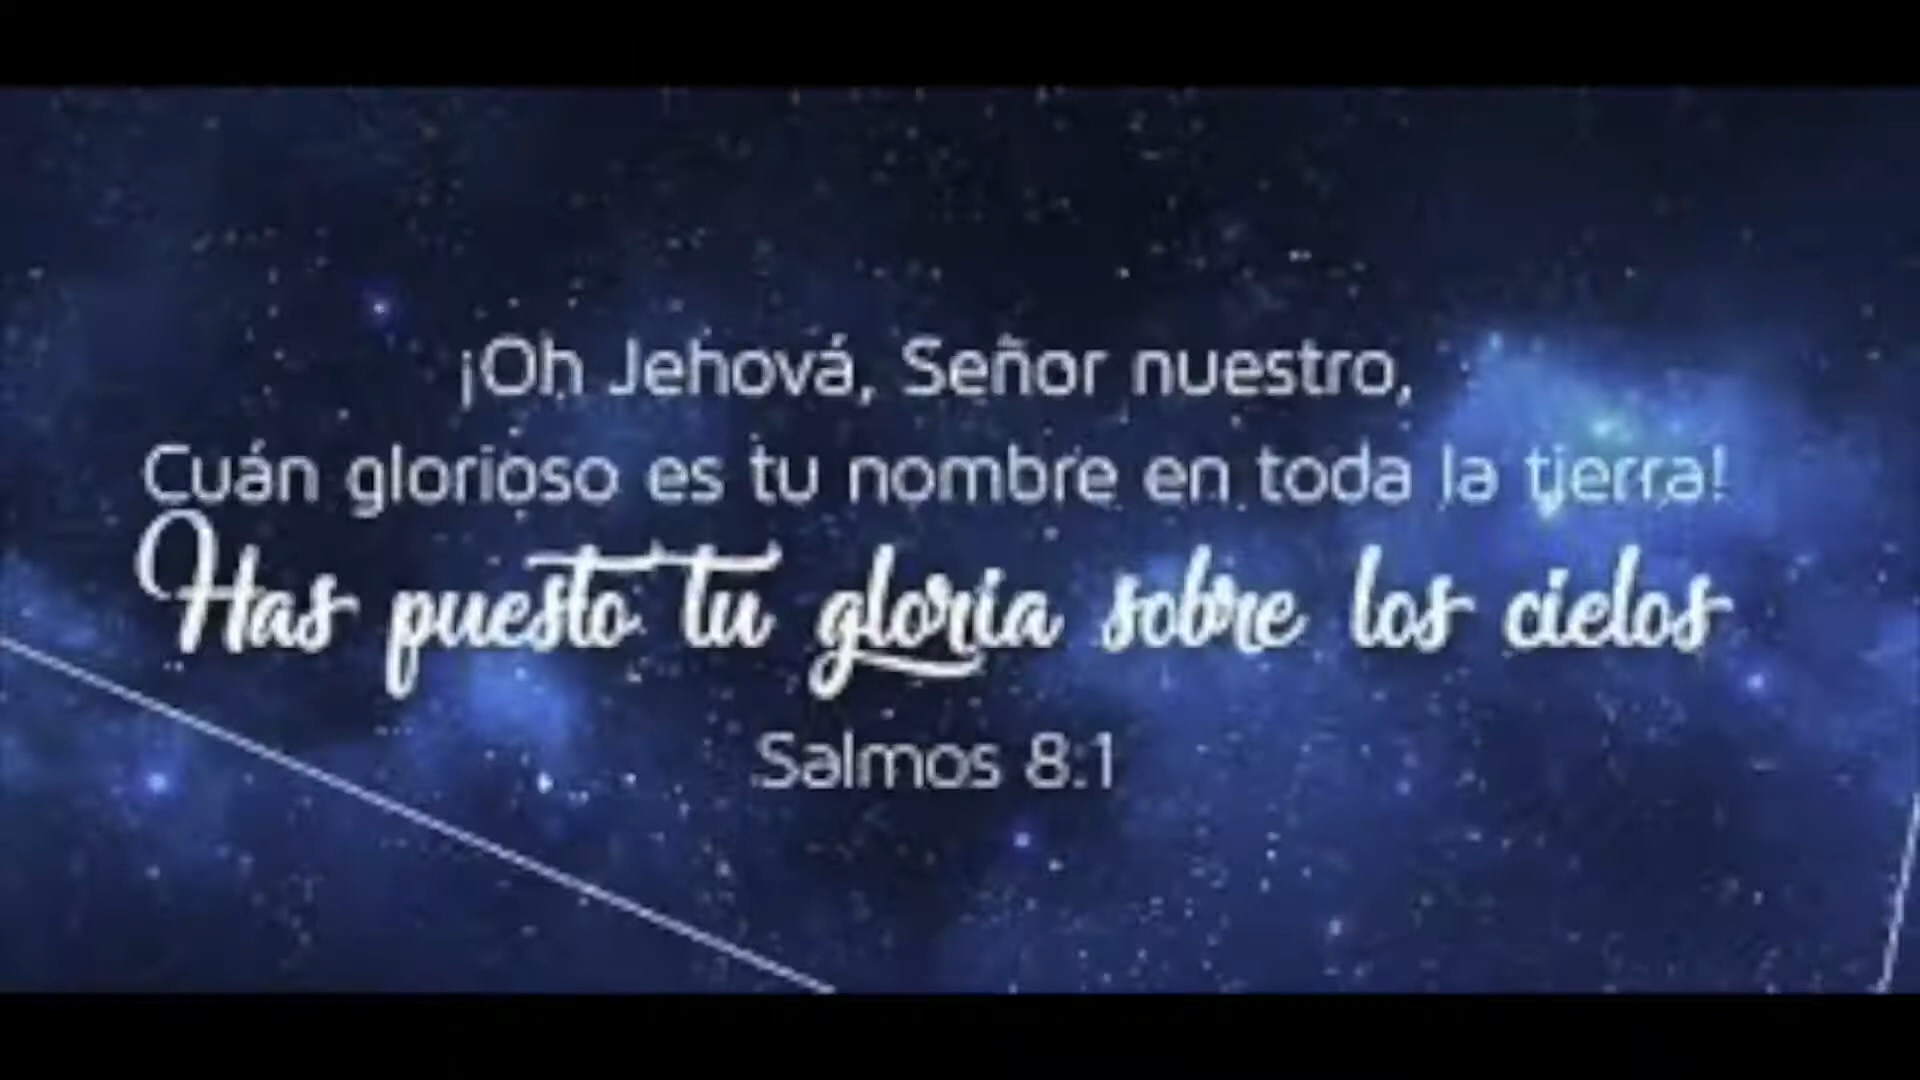 ¡Oh Jehová, Señor nuestro,
Cuán glorioso es tu nombre en toda la tierra!
Has puesto tu gloria sobre los cielos
Salmos 8:1